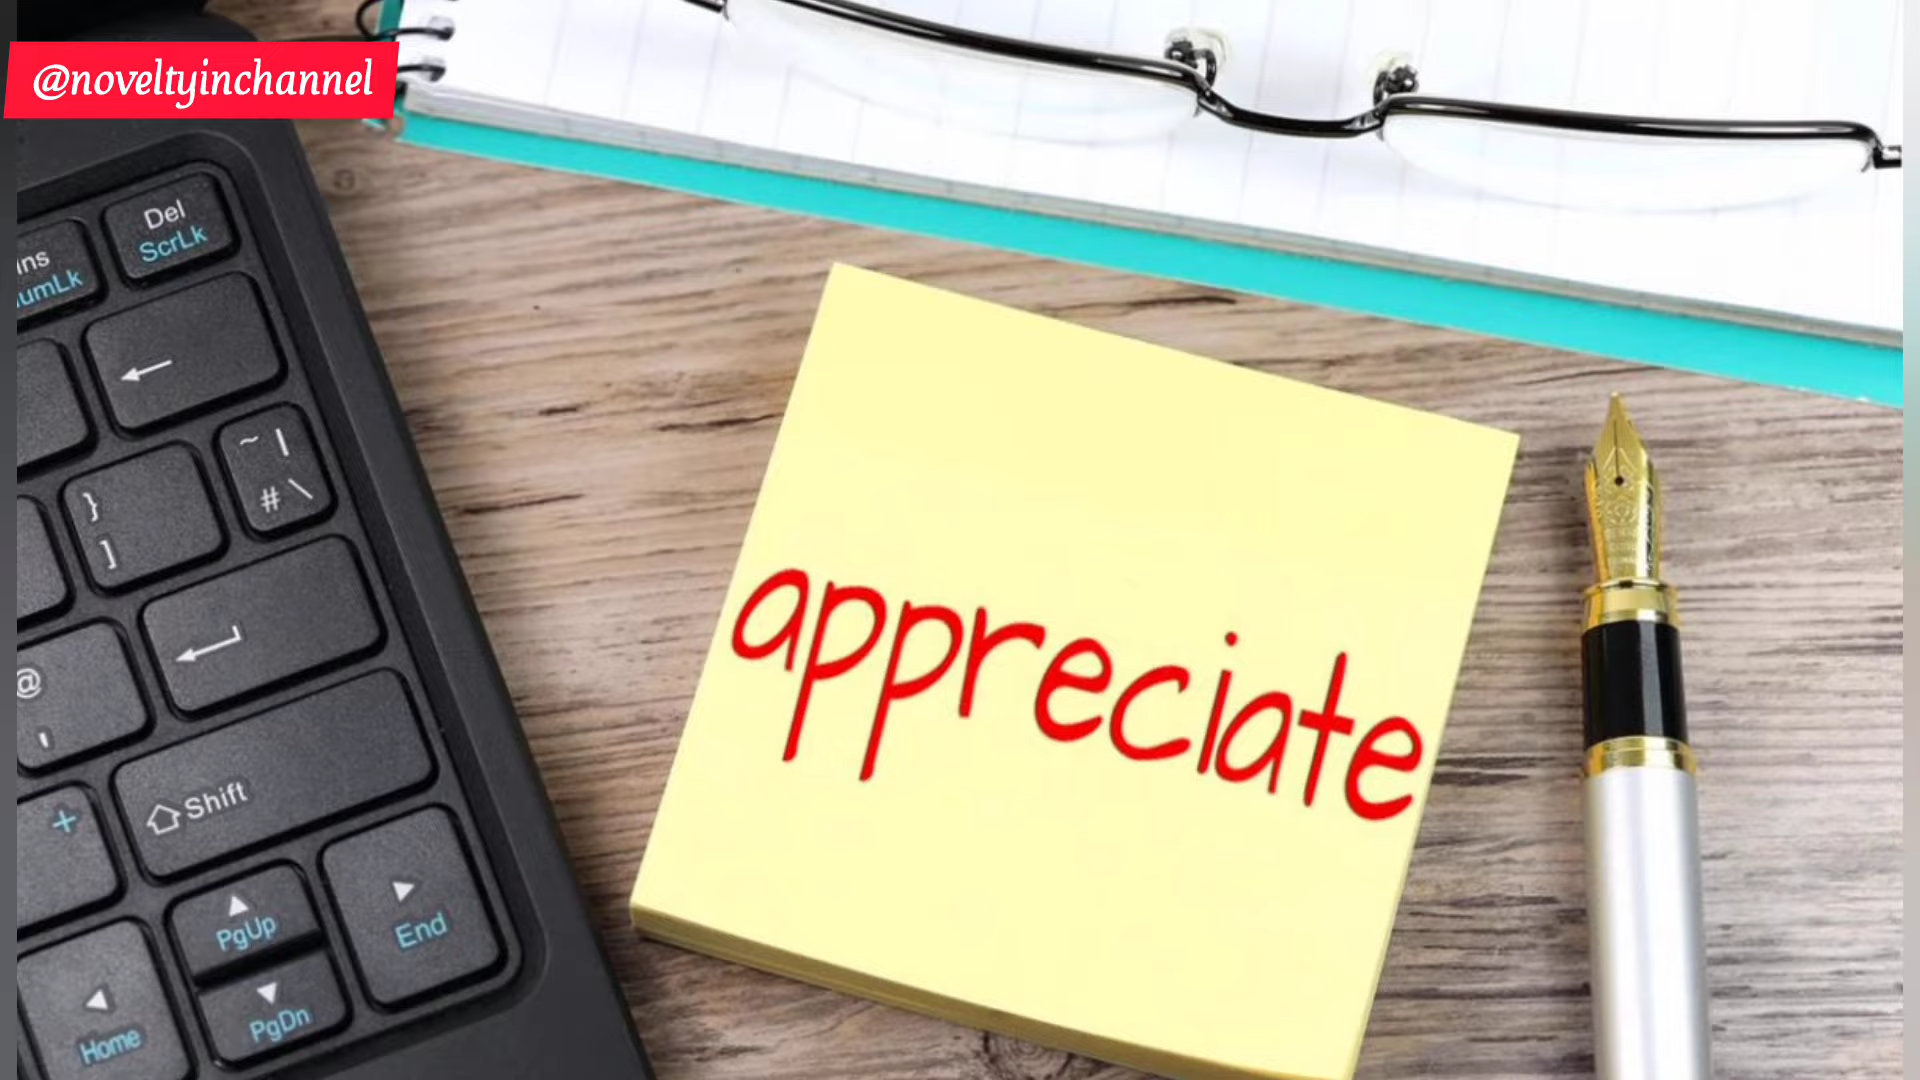 @noveltyinchannel
Del
ScrLk
Ins
umLk
~ |
# \
}
]
@
'
Shift
+
PgUp
End
Home
PgDn
appreciate